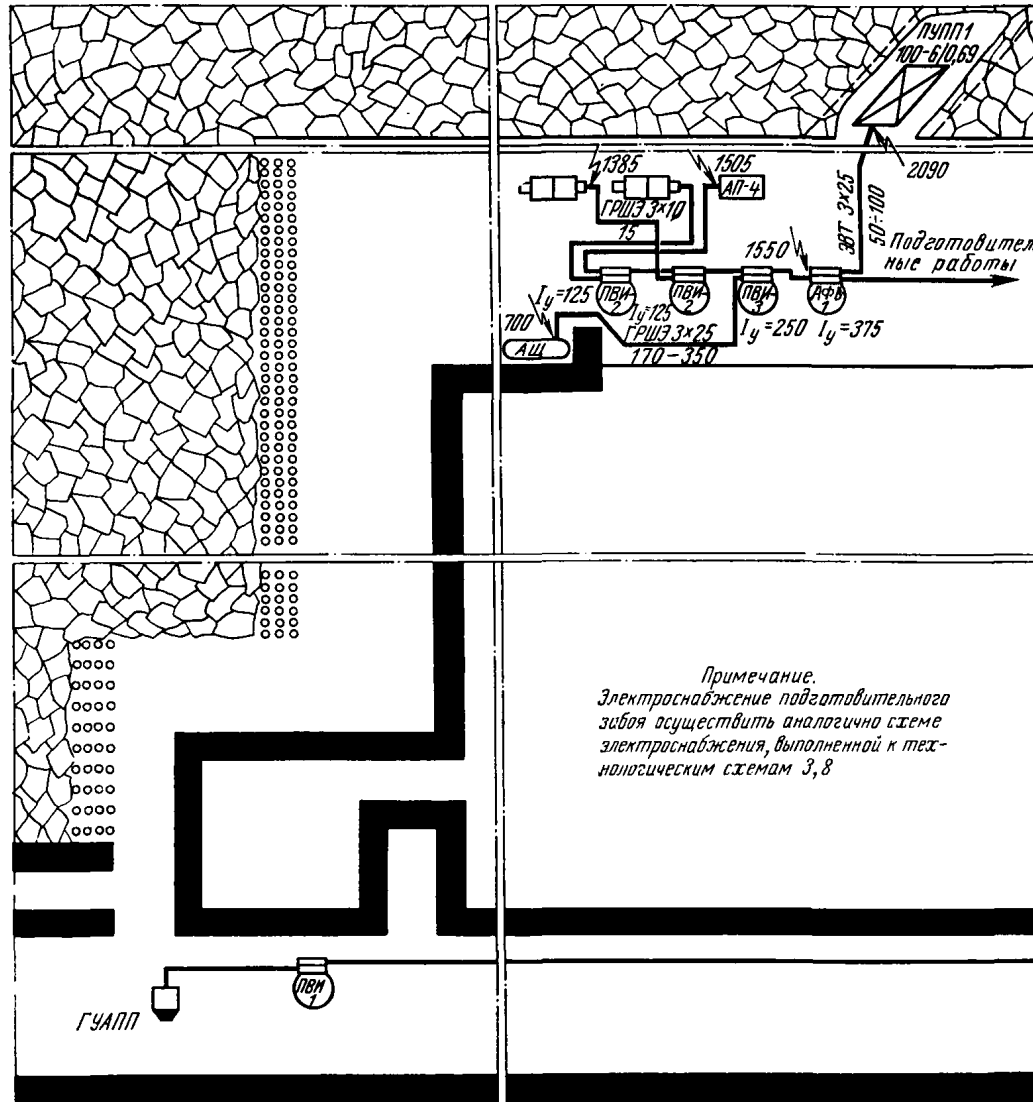 ПУПП1
100-6/0,69
2090
1385
1505
АП-4
ГРШЭ 3×10
15
ЭВТ 3×25
50÷100
1550
Подготовитель
ные работы
ПВИ-
2
ПВИ-
2
ПВИ-
3
АФВ
1
Iу=125
Iу=125
Iу=250
Iу=375
700
АЩ
ГРШЭ 3×25
170-350
Примечание.
Электроснабжение подготовительного
забоя осуществить аналогично схеме
электроснабжения, выполненной к тех-
нологическим схемам 3,8
ПВИ
1
ГУАПП